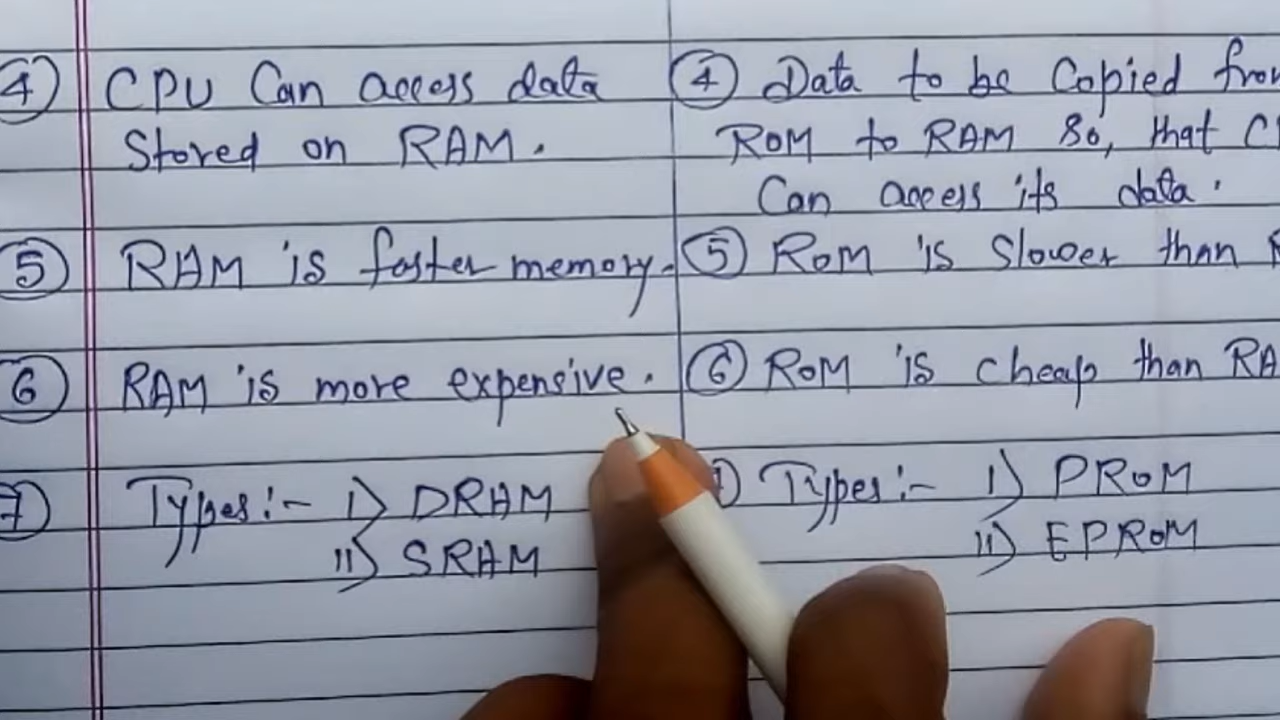 ④ CPU Can access data
Stored on RAM.
④ Data to be Copied from
ROM to RAM So, that
Can access its data.
⑤ RAM is faster memory.
⑤ ROM is Slower than
⑥ RAM is more expensive.
⑥ ROM is cheap than RA
⑦ Types:- i) DRAM
ii) SRAM
Types:- i) PROM
ii) EPROM